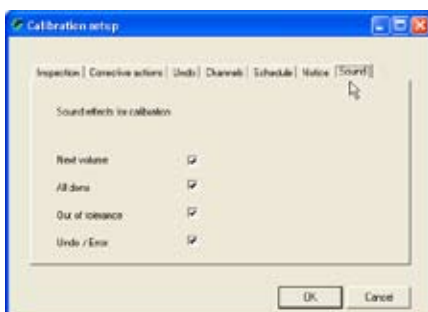 Calibration setup
Inspection Corrective actions Undo Channels Schedule Notice Sound
Sound effects for calibration
Next volume
All done
Out of tolerance
Undo / Error
OK Cancel